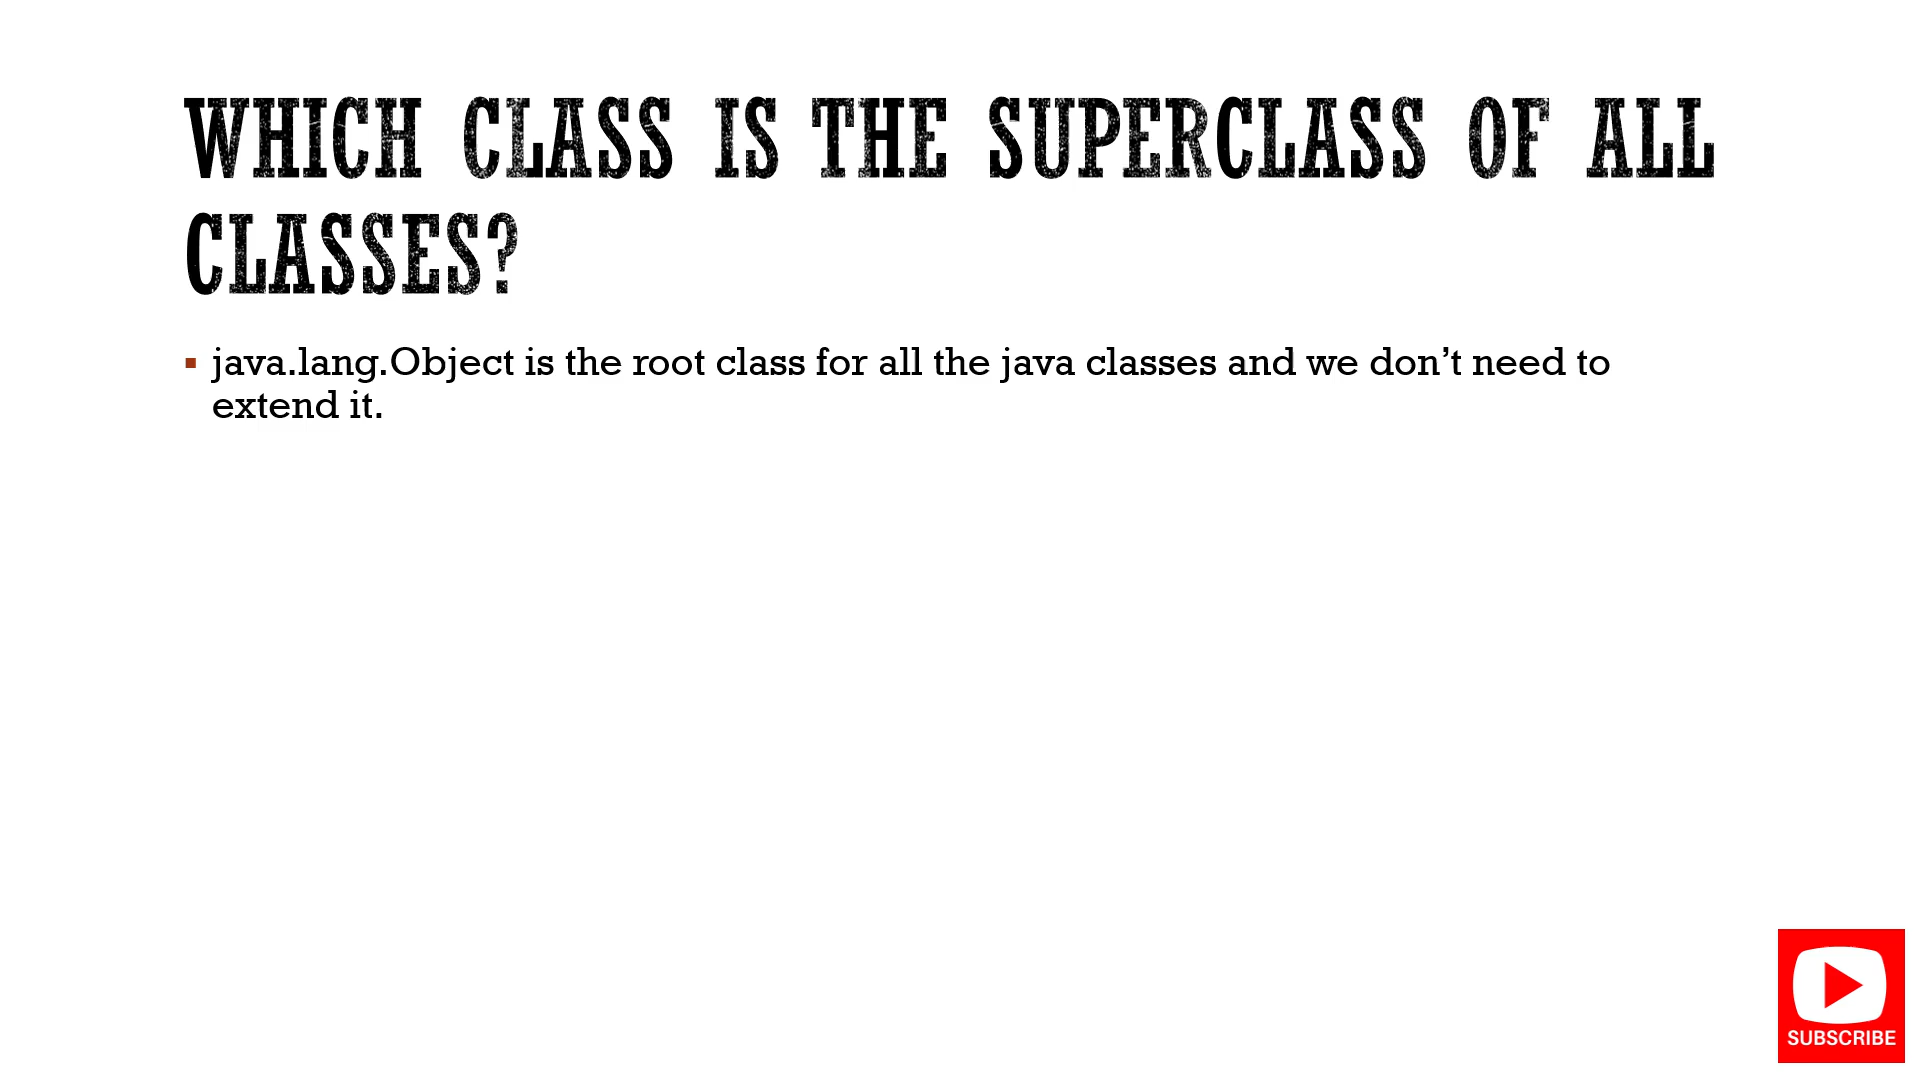 WHICH CLASS IS THE SUPERCLASS OF ALL
CLASSES?
▪ java.lang.Object is the root class for all the java classes and we don’t need to
extend it.
SUBSCRIBE